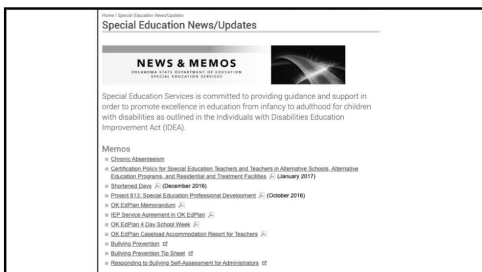 Home / Special Education News/Updates
Special Education News/Updates
NEWS & MEMOS
OKLAHOMA STATE DEPARTMENT OF EDUCATION
SPECIAL EDUCATION SERVICES
Special Education Services is committed to providing guidance and support in
order to promote excellence in education from infancy to adulthood for children
with disabilities as outlined in the Individuals with Disabilities Education
Improvement Act (IDEA).
Memos
Chronic Absenteeism
Certification Policy for Special Education Teachers and Teachers in Alternative Schools, Alternative
Education Programs, and Residential and Treatment Facilities (January 2017)
Shortened Days (December 2016)
Project 613: Special Education Professional Development (October 2016)
OK EdPlan Memorandum
IEP Service Agreement in OK EdPlan
OK EdPlan 4 Day School Week
OK EdPlan Caseload Accommodation Report for Teachers
Bullying Prevention
Bullying Prevention Tip Sheet
Responding to Bullying Self-Assessment for Administrators